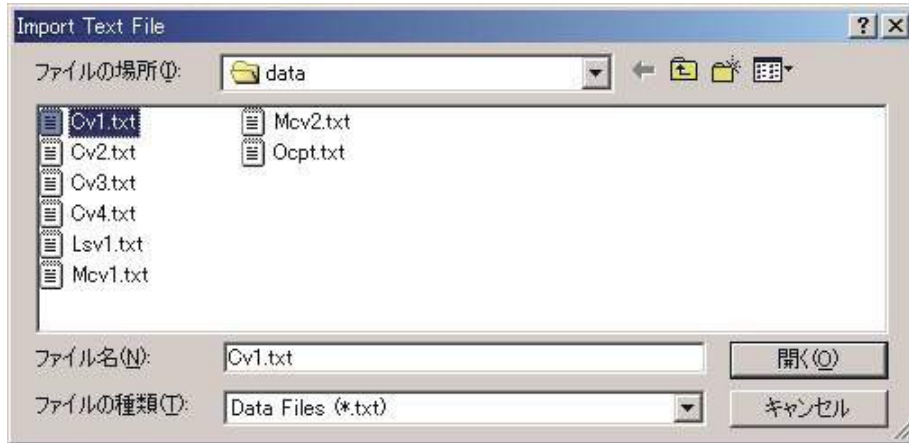 Import Text File
ファイルの場所(I):
data
Cv1.txt
Cv2.txt
Cv3.txt
Cv4.txt
Lsv1.txt
Mcv1.txt
Mcv2.txt
Ocpt.txt
ファイル名(N):
Cv1.txt
開く(O)
ファイルの種類(T):
Data Files (*.txt)
キャンセル